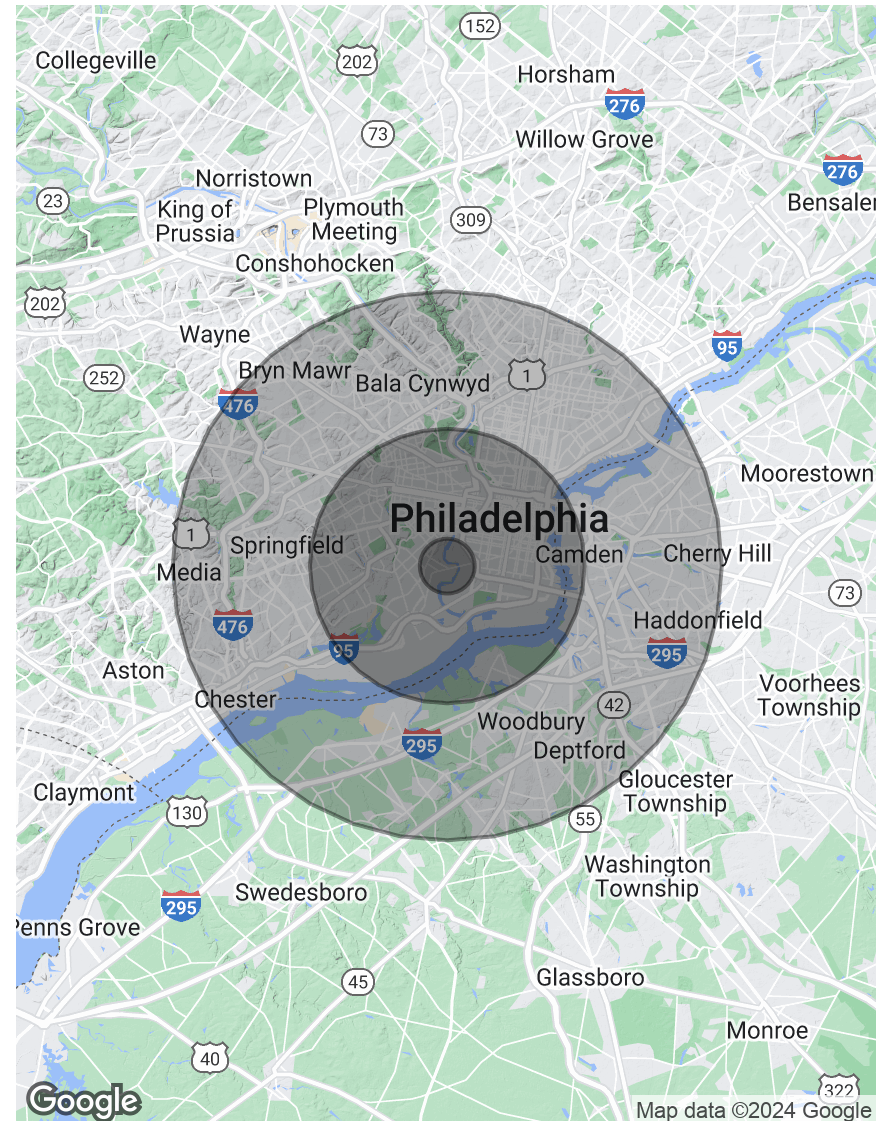 152
Collegeville
202
Horsham
276
73
Willow Grove
276
Norristown
23
King of
Prussia
Plymouth
Meeting
Bensaler
309
Conshohocken
202
Wayne
95
Bryn Mawr
252
Bala Cynwyd
1
476
Moorestown
Philadelphia
1
Springfield
Camden
Cherry Hill
Media
73
476
Haddonfield
95
295
Aston
Chester
Voorhees
Township
42
Woodbury
295
Deptford
Gloucester
Township
Claymont
130
55
Washington
Township
Swedesboro
295
Penns Grove
45
Glassboro
Monroe
40
322
Google
Map data ©2024 Google